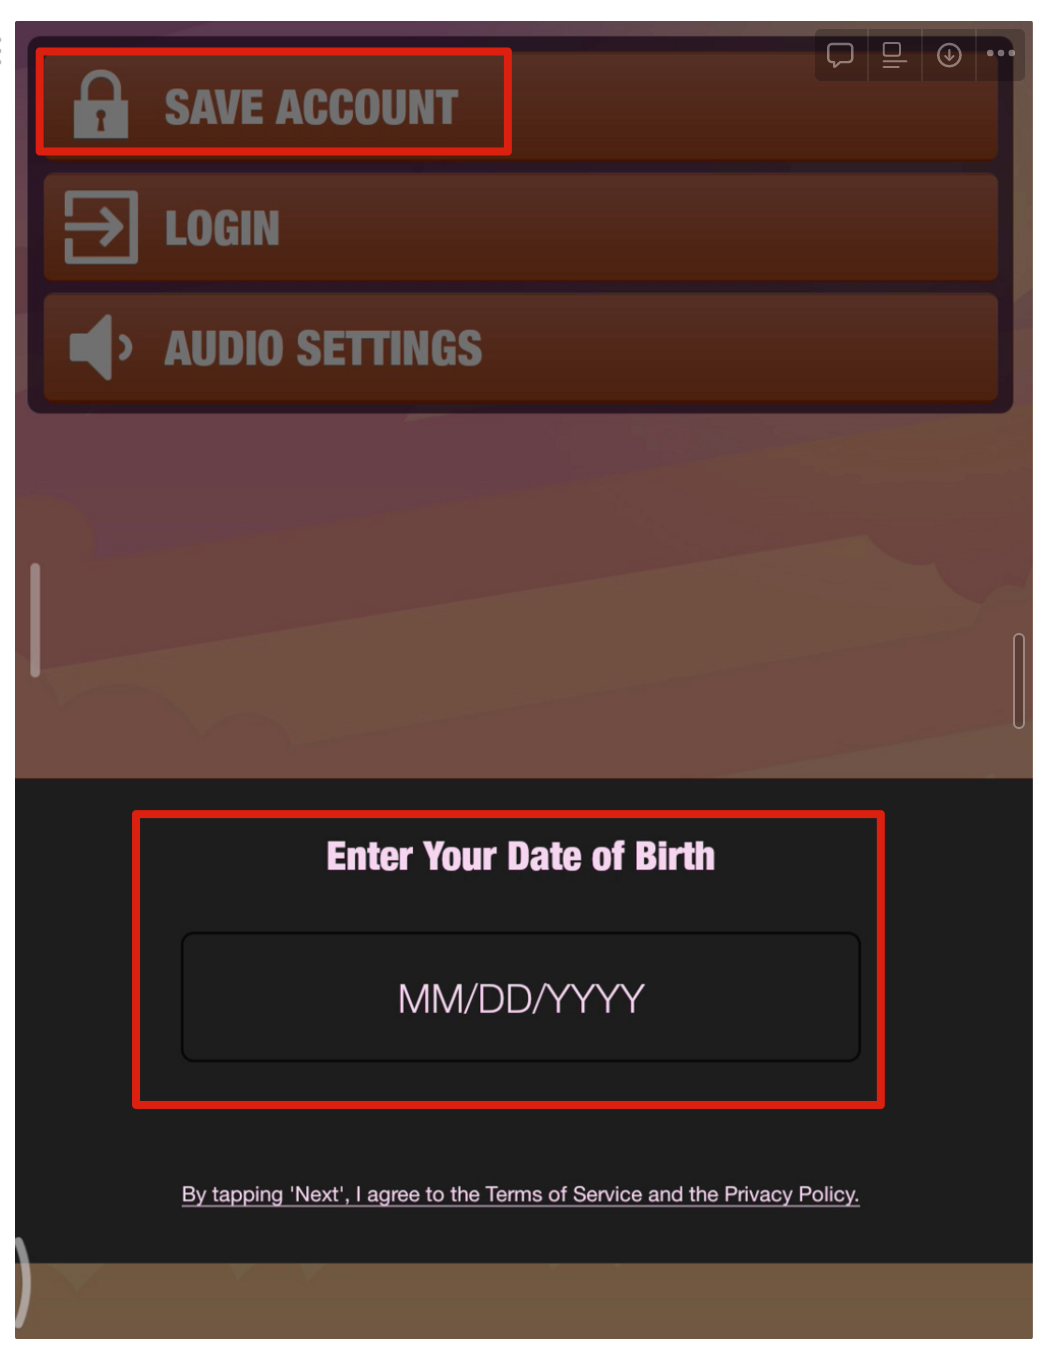 SAVE ACCOUNT
LOGIN
AUDIO SETTINGS
Enter Your Date of Birth
MM/DD/YYYY
By tapping 'Next', I agree to the Terms of Service and the Privacy Policy.